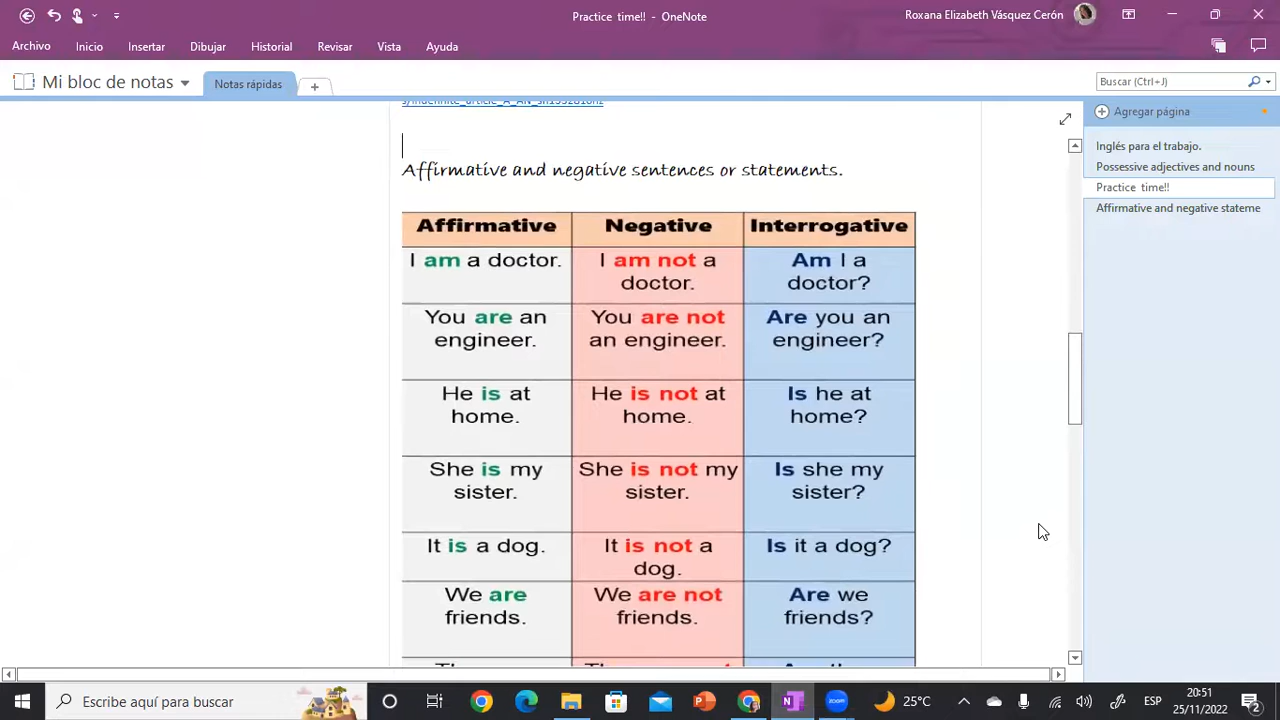 Practice time!! - OneNote
Roxana Elizabeth Vásquez Cerón
Archivo Inicio Insertar Dibujar Historial Revisar Vista Ayuda
Mi bloc de notas
Notas rápidas
+
Buscar (Ctrl+J)
Agregar página
Inglés para el trabajo.
Possessive adjectives and nouns
Practice time!!
Affirmative and negative stateme
Affirmative and negative sentences or statements.
Affirmative Negative Interrogative
I am a doctor.
I am not a
doctor.
Am I a
doctor?
You are an
engineer.
You are not
an engineer.
Are you an
engineer?
He is at
home.
He is not at
home.
Is he at
home?
She is my
sister.
She is not my
sister.
Is she my
sister?
It is a dog.
It is not a
dog.
Is it a dog?
We are
friends.
We are not
friends.
Are we
friends?
Escribe aquí para buscar
zoom
25°C
ESP
20:51
25/11/2022
2